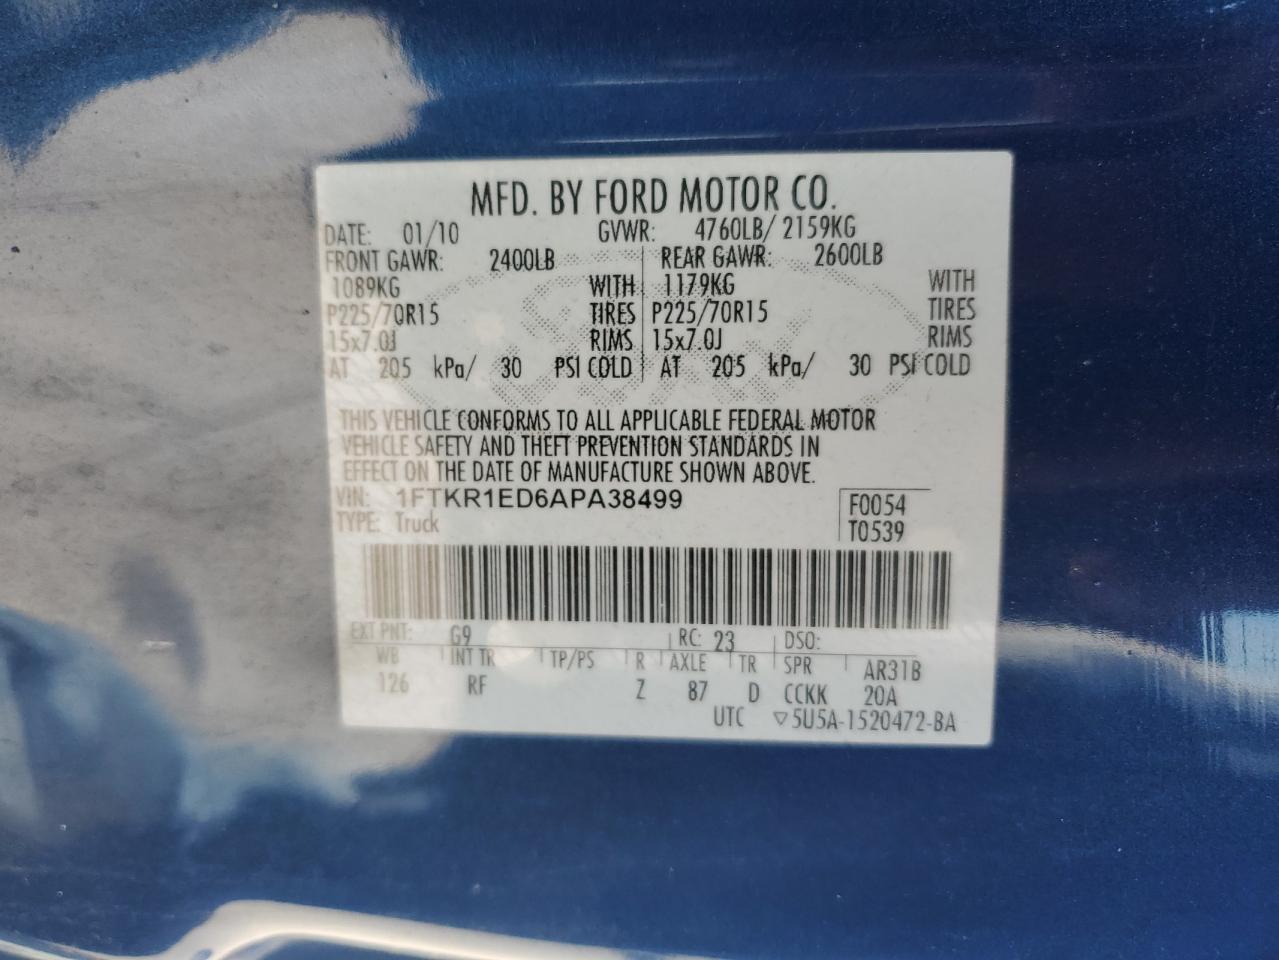 MFD. BY FORD MOTOR CO.
DATE: 01/10 GVWR: 4760LB/ 2159KG
FRONT GAWR: 2400LB REAR GAWR: 2600LB
1089KG WITH 1179KG WITH
P225/70R15 TIRES P225/70R15 TIRES
15x7.0J RIMS 15x7.0J RIMS
AT 205 kPa/ 30 PSI COLD AT 205 kPa/ 30 PSI COLD
THIS VEHICLE CONFORMS TO ALL APPLICABLE FEDERAL MOTOR
VEHICLE SAFETY AND THEFT PREVENTION STANDARDS IN
EFFECT ON THE DATE OF MANUFACTURE SHOWN ABOVE.
VIN: 1FTKR1ED6APA38499 F0054
TYPE: Truck T0539
EXT PNT: G9 RC: 23 DSO:
WB INT TR TP/PS R AXLE TR SPR AR31B
126 RF Z 87 D CCKK 20A
UTC ▽5U5A-1520472-BA